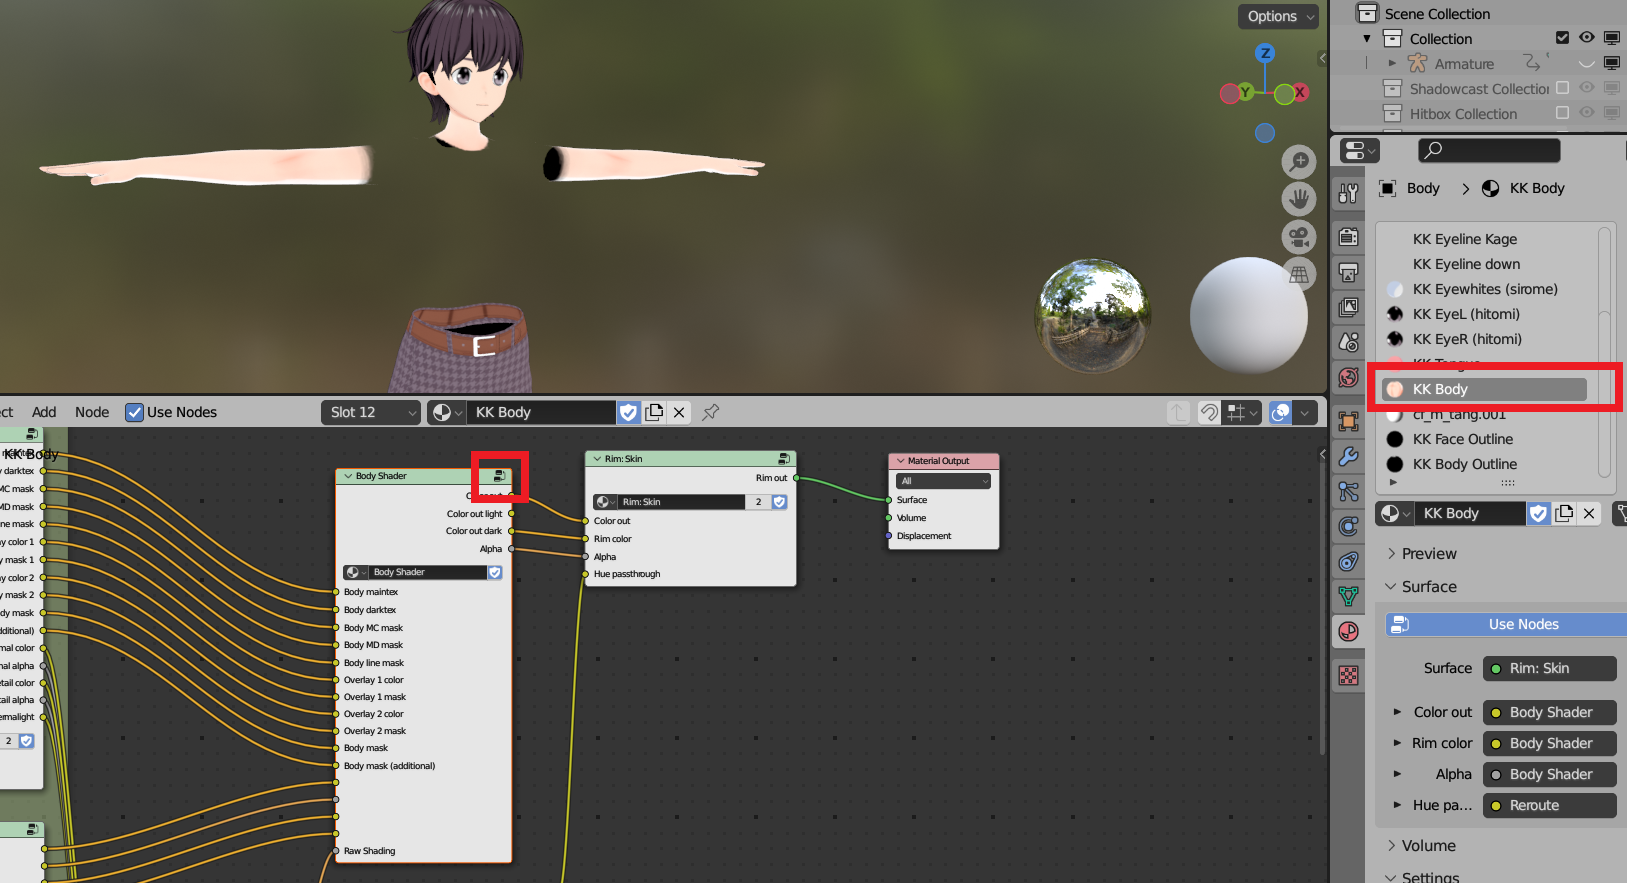 Options
Z
Y
X
Scene Collection
Collection
Armature
Shadowcast Collection
Hitbox Collection
Body
KK Body
KK Eyeline Kage
KK Eyeline down
KK Eyewhites (sirome)
KK EyeL (hitomi)
KK EyeR (hitomi)
KK Tongue
KK Body
cf_m_tang.001
KK Face Outline
KK Body Outline
KK Body
Preview
Surface
Use Nodes
Surface
Rim: Skin
Color out
Body Shader
Rim color
Body Shader
Alpha
Body Shader
Hue pa...
Reroute
Volume
Settings
ct
Add
Node
Use Nodes
Slot 12
KK Body
KK Body
y darktex
MC mask
MD mask
ine mask
ay color 1
y mask 1
ay color 2
y mask 2
dy mask
dditional)
mal color
nal alpha
etail color
tail alpha
ermalight
2
Body Shader
Color out light
Color out dark
Alpha
Body Shader
Body maintex
Body darktex
Body MC mask
Body MD mask
Body line mask
Overlay 1 color
Overlay 1 mask
Overlay 2 color
Overlay 2 mask
Body mask
Body mask (additional)
Raw Shading
Rim: Skin
Rim out
Rim: Skin
2
Color out
Rim color
Alpha
Hue passthrough
Material Output
All
Surface
Volume
Displacement